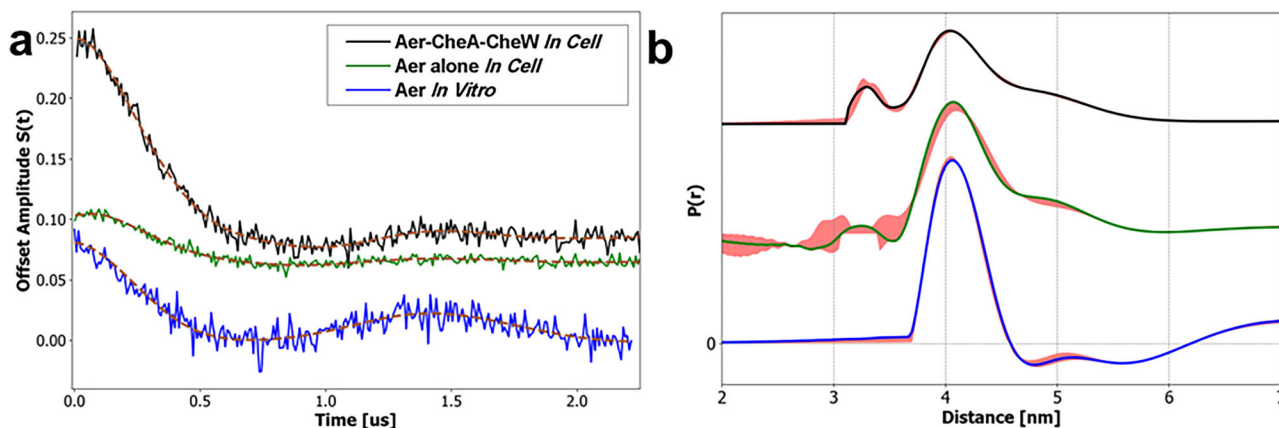 a
Offset Amplitude S(t)
0.25
0.20
0.15
0.10
0.05
0.00
Aer-CheA-CheW In Cell
Aer alone In Cell
Aer In Vitro
0.0 0.5 1.0 1.5 2.0
Time [us]
b
P(r)
0
2 3 4 5 6 7
Distance [nm]